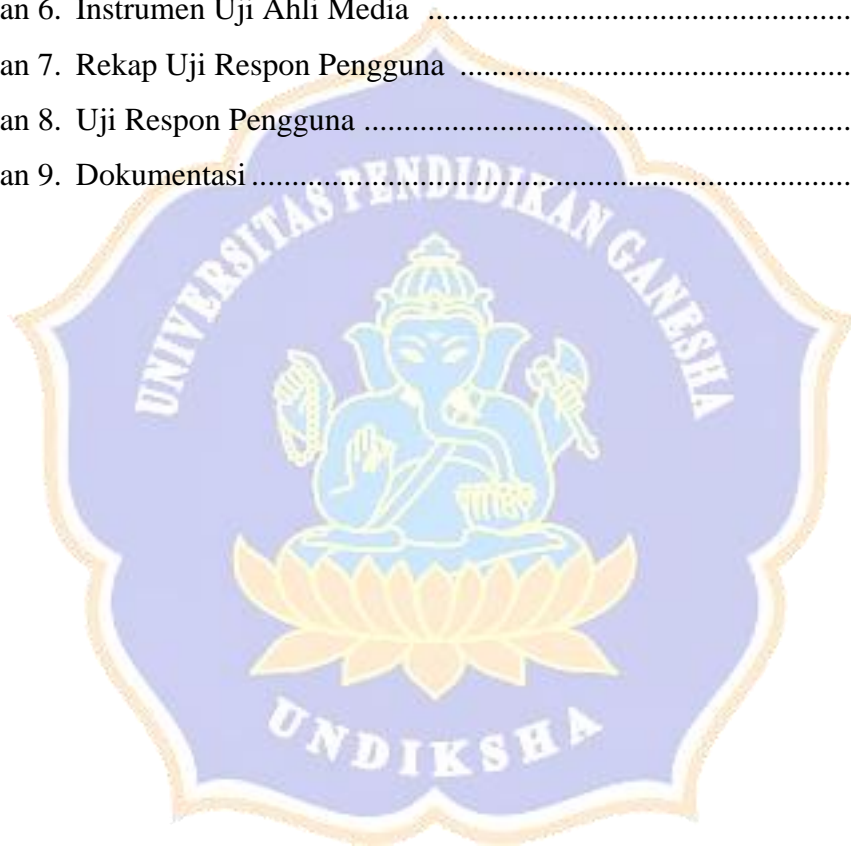 an 6. Instrumen Uji Ahli Media ................................................
an 7. Rekap Uji Respon Pengguna ............................................
an 8. Uji Respon Pengguna ........................................................
an 9. Dokumentasi .....................................................................
UNIVERSITAS PENDIDIKAN GANESHA
UNDIKSHA